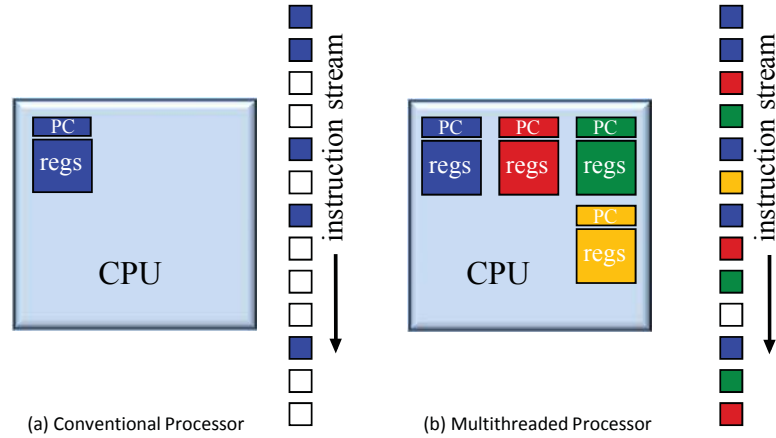 PC
regs
CPU
instruction stream
(a) Conventional Processor
PC
regs
PC
regs
PC
regs
PC
regs
CPU
instruction stream
(b) Multithreaded Processor